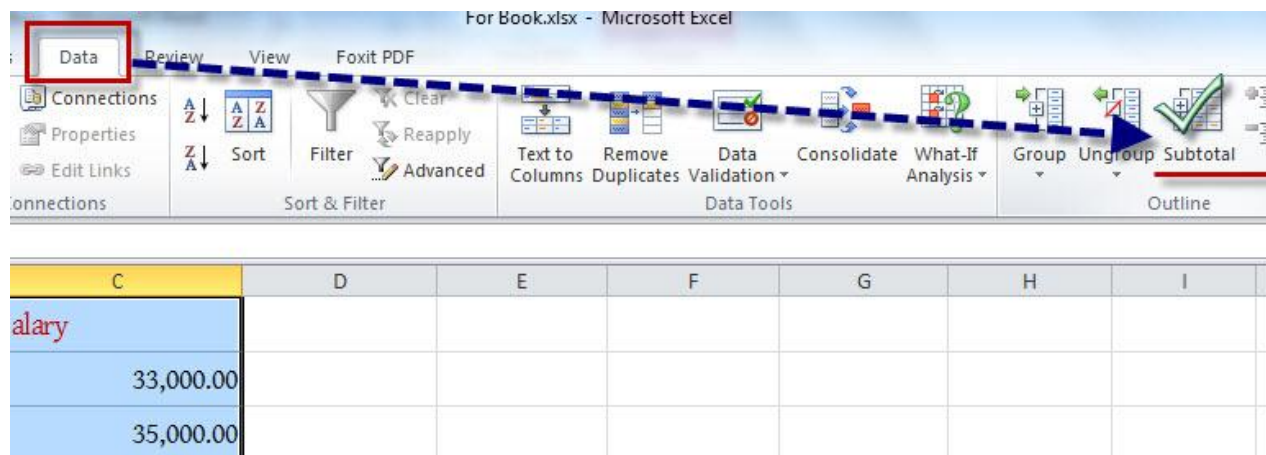 For Book.xlsx - Microsoft Excel
Data Review View Foxit PDF
Connections Clear
Properties Reapply
Edit Links Advanced
Sort Filter Text to Columns Remove Duplicates Data Validation Consolidate What-If Analysis Group Ungroup Subtotal
onnections Sort & Filter Data Tools Outline
C D E F G H I
alary
33,000.00
35,000.00